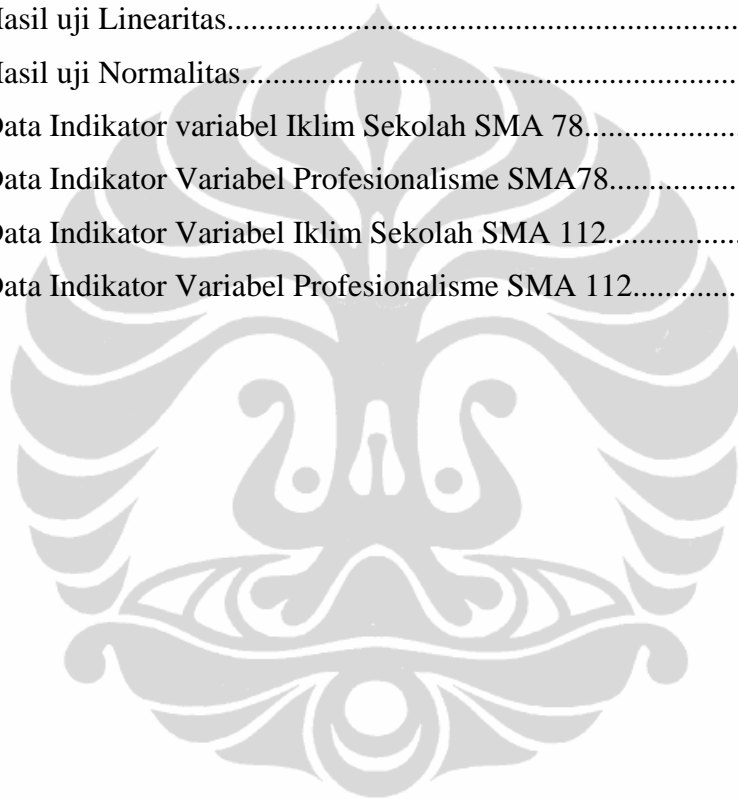 Hasil uji Linearitas.......................................................
Hasil uji Normalitas......................................................
Data Indikator variabel Iklim Sekolah SMA 78.................
Data Indikator Variabel Profesionalisme SMA78..............
Data Indikator Variabel Iklim Sekolah SMA 112..............
Data Indikator Variabel Profesionalisme SMA 112...........